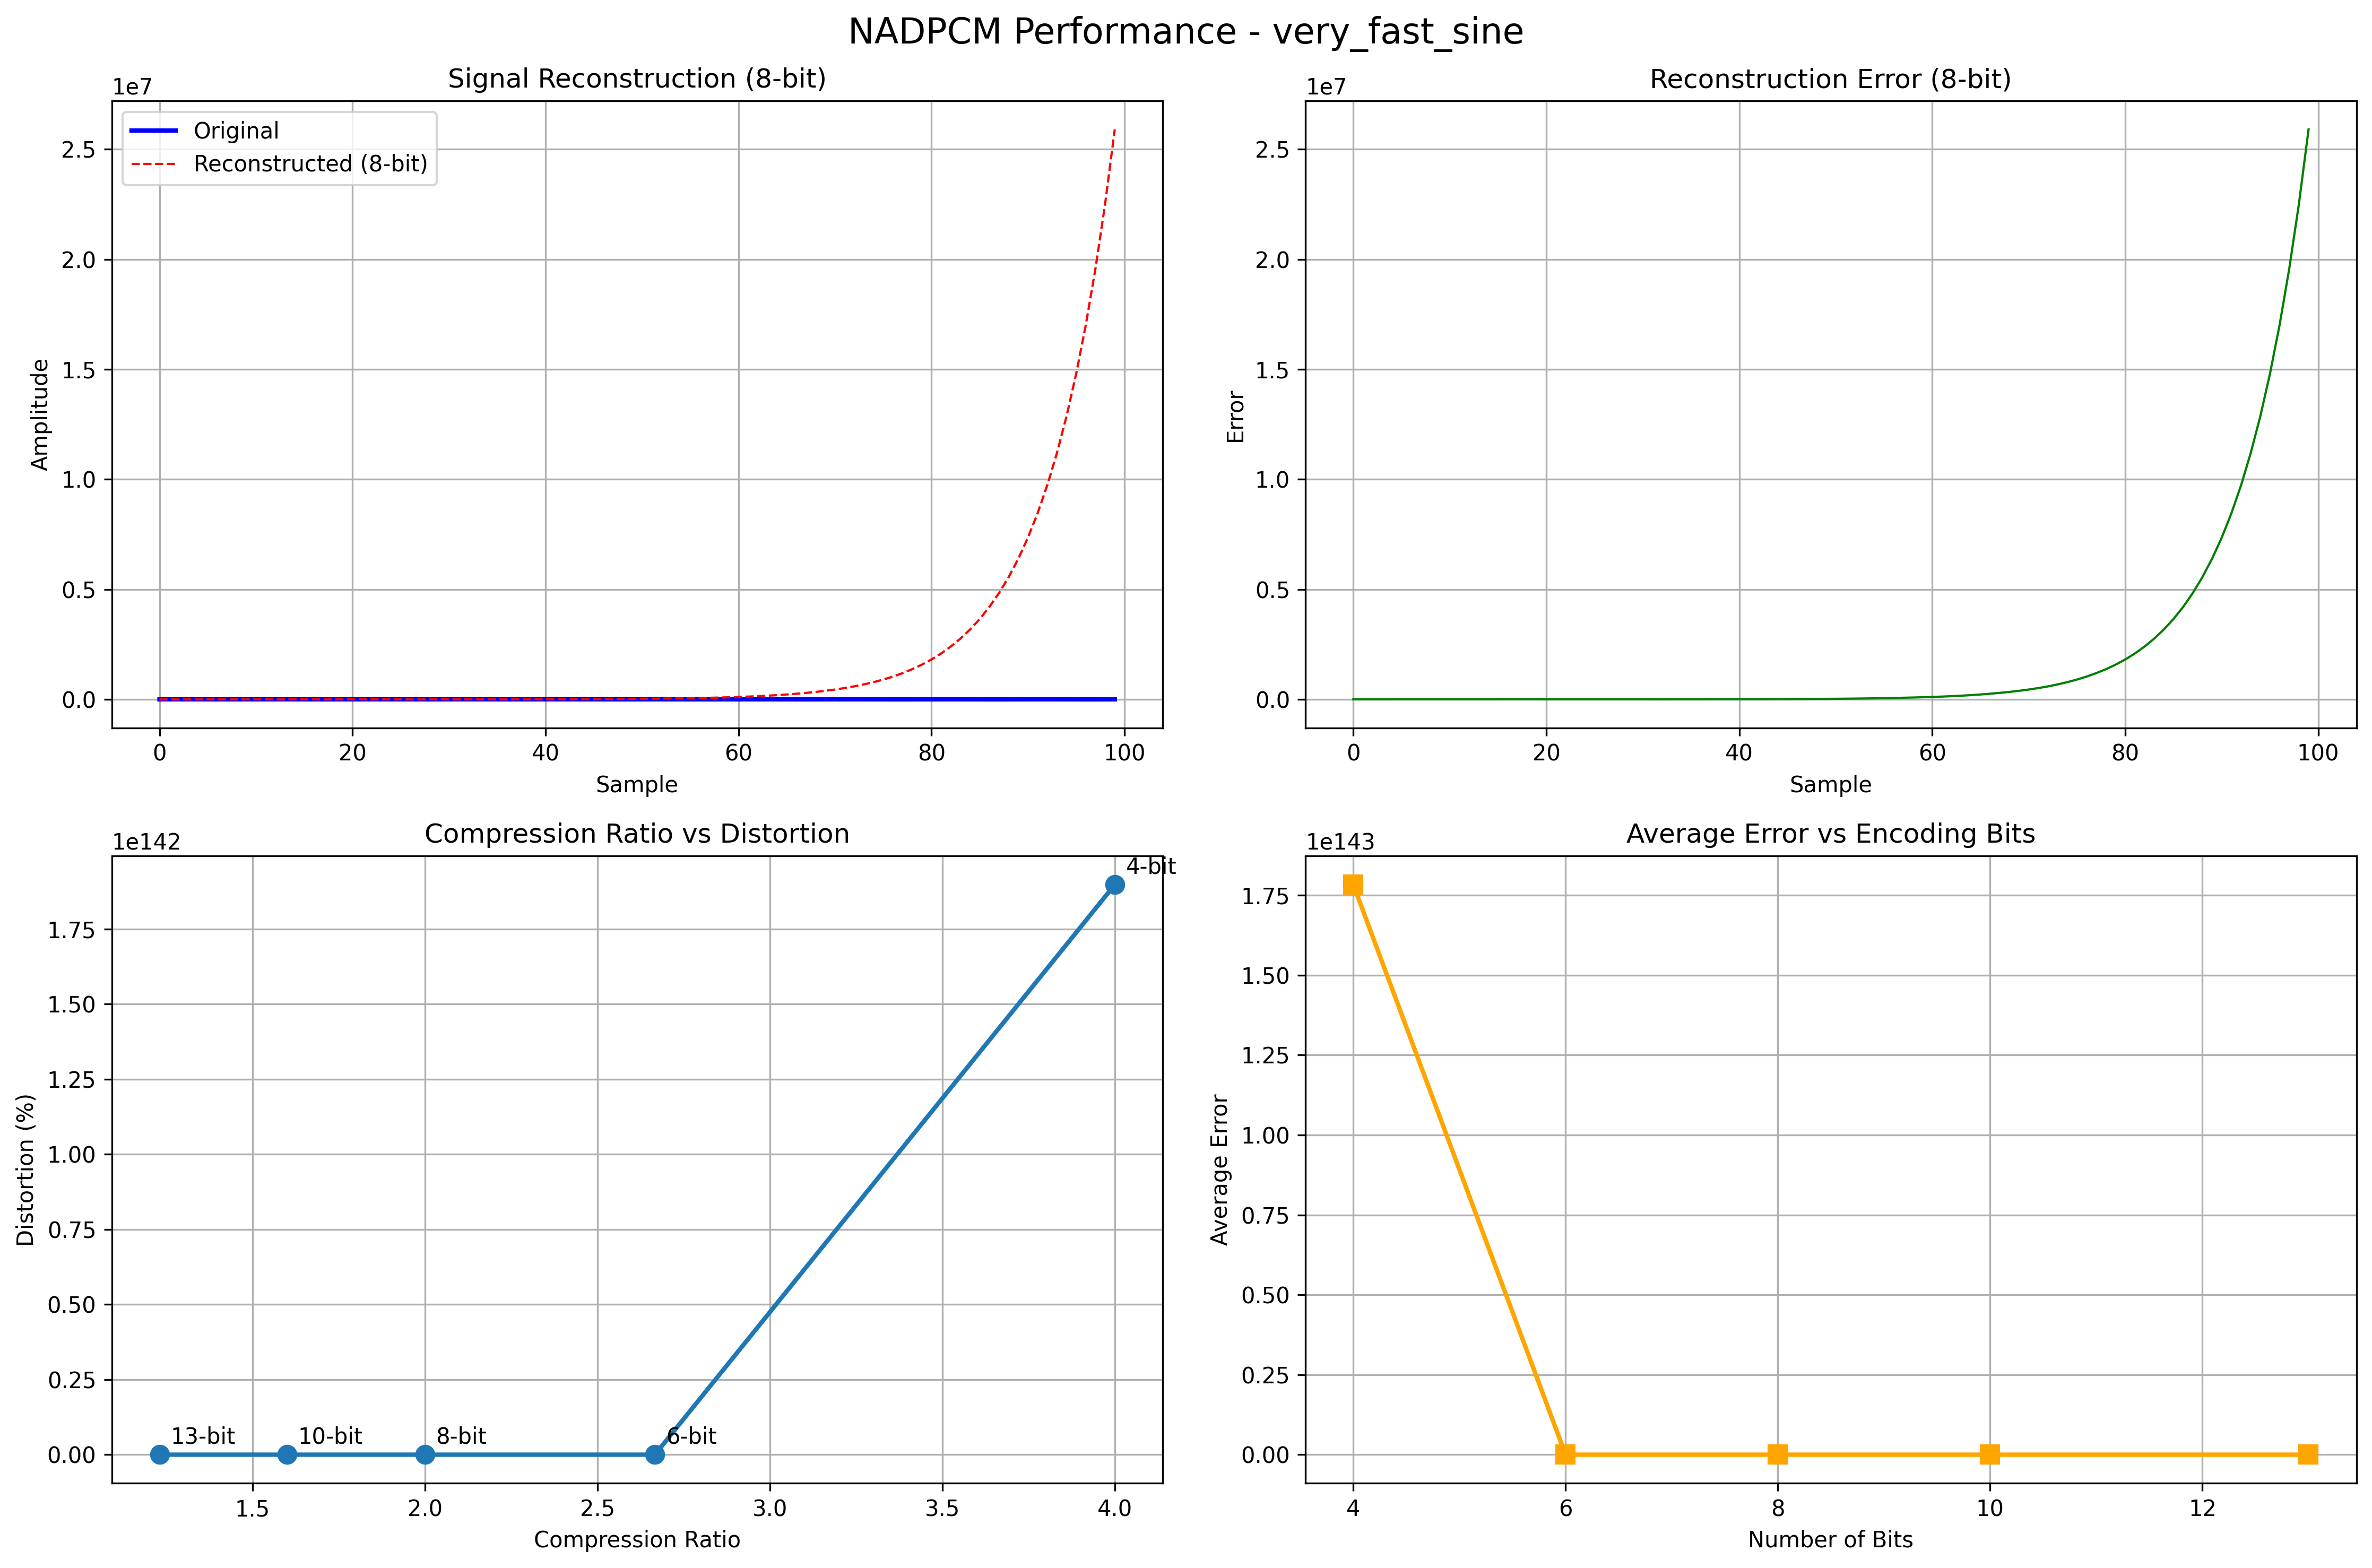 NADPCM Performance - very_fast_sine
Signal Reconstruction (8-bit)
1e7
Original
Reconstructed (8-bit)
2.5
2.0
1.5
1.0
0.5
0.0
Amplitude
0 20 40 60 80 100
Sample
Reconstruction Error (8-bit)
1e7
2.5
2.0
1.5
1.0
0.5
0.0
Error
0 20 40 60 80 100
Sample
Compression Ratio vs Distortion
1e142
4-bit
1.75
1.50
1.25
1.00
0.75
0.50
0.25
0.00
Distortion (%)
13-bit 10-bit 8-bit 6-bit
1.5 2.0 2.5 3.0 3.5 4.0
Compression Ratio
Average Error vs Encoding Bits
1e143
1.75
1.50
1.25
1.00
0.75
0.50
0.25
0.00
Average Error
4 6 8 10 12
Number of Bits